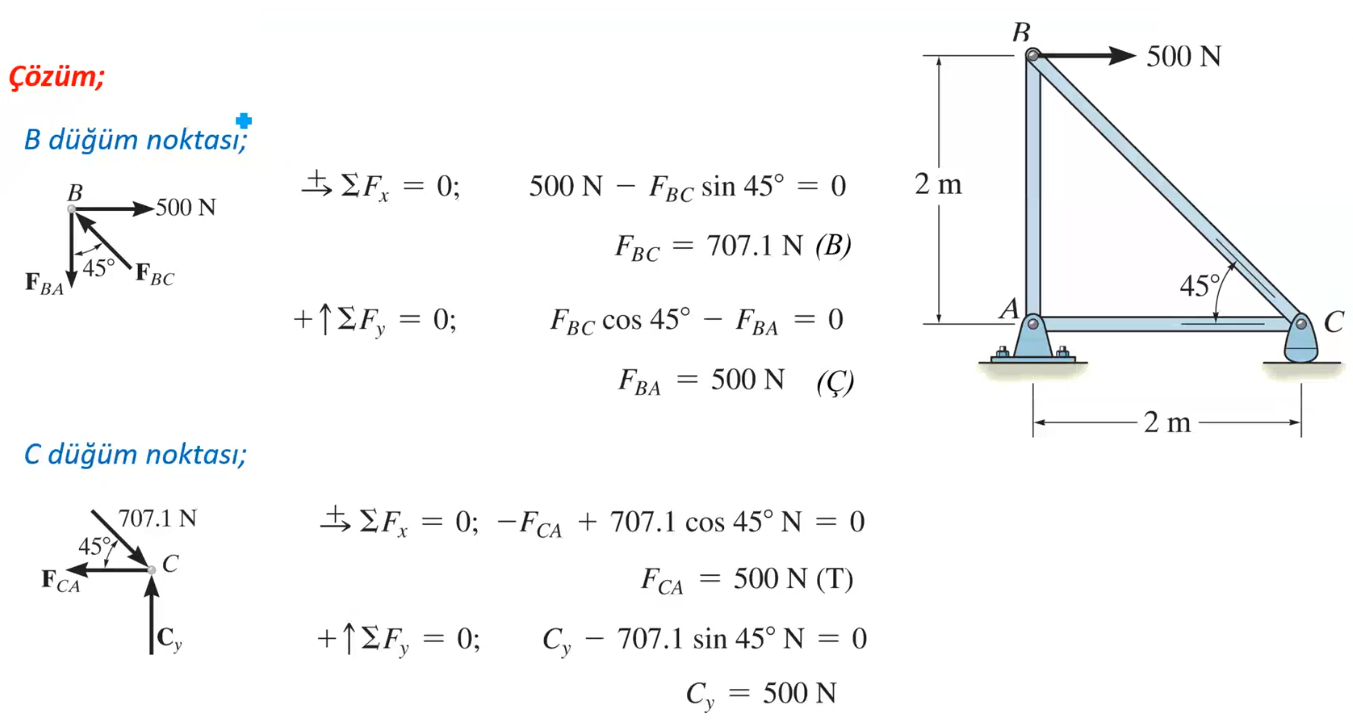 Çözüm;
B düğüm noktası;
B
500 N
45°
F_BA
F_BC
+→ ΣF_x = 0; 500 N − F_BC sin 45° = 0
F_BC = 707.1 N (B)
+↑ΣF_y = 0; F_BC cos 45° − F_BA = 0
F_BA = 500 N (Ç)
B
500 N
2 m
45°
A
C
2 m
C düğüm noktası;
707.1 N
45°
C
F_CA
C_y
+→ ΣF_x = 0; −F_CA + 707.1 cos 45° N = 0
F_CA = 500 N (T)
+↑ΣF_y = 0; C_y − 707.1 sin 45° N = 0
C_y = 500 N